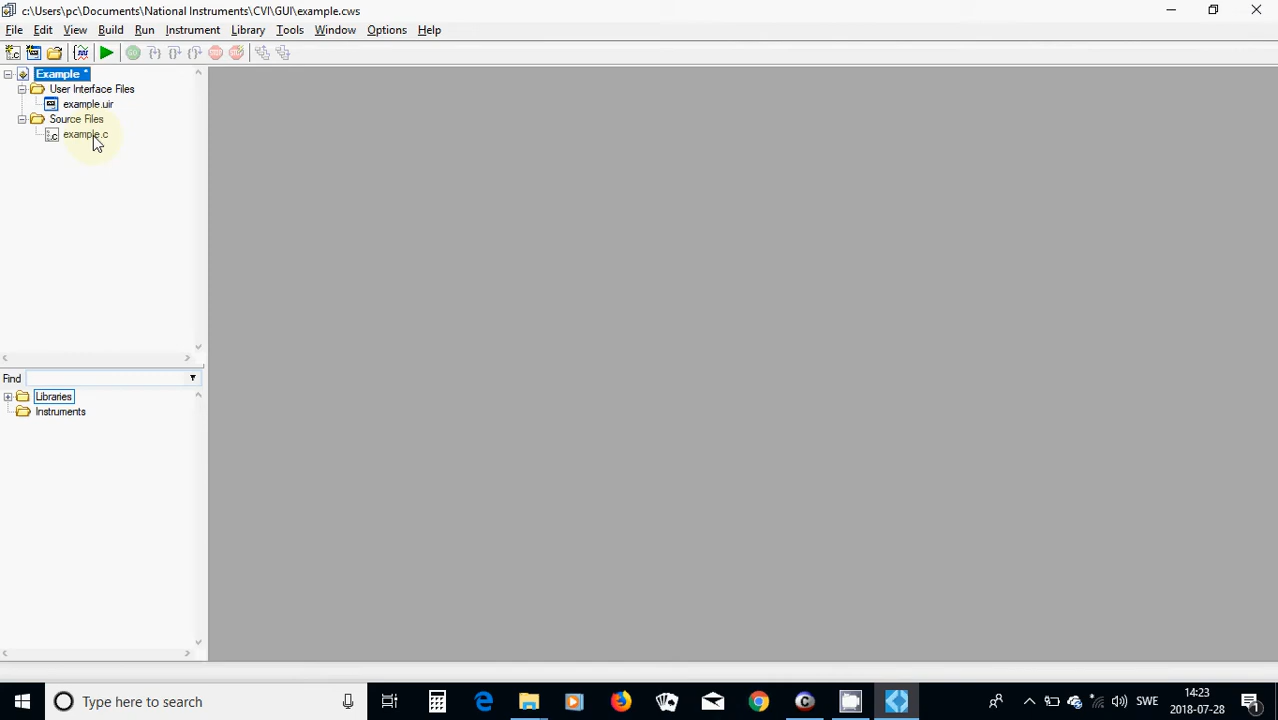 c:\Users\pc\Documents\National Instruments\CVI\GUI\example.cws
File Edit View Build Run Instrument Library Tools Options Window Help
Example *
User Interface Files
example.uir
Source Files
example.c
Find
Libraries
Instruments
Type here to search
SWE
14:23
2018-07-28
1